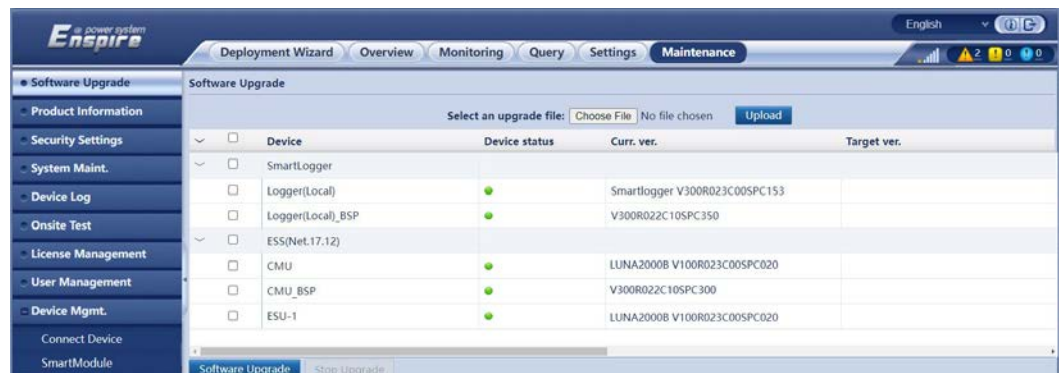 power system
Enspire
English
Deployment Wizard Overview Monitoring Query Settings Maintenance
2 0 0
Software Upgrade
Product Information
Security Settings
System Maint.
Device Log
Onsite Test
License Management
User Management
Device Mgmt.
Connect Device
SmartModule
Software Upgrade
Select an upgrade file: Choose File No file chosen Upload
Device Device status Curr. ver. Target ver.
SmartLogger
Logger(Local) Smartlogger V300R023C00SPC153
Logger(Local)_BSP V300R022C10SPC350
ESS(Net.17.12)
CMU LUNA2000B V100R023C00SPC020
CMU_BSP V300R022C10SPC300
ESU-1 LUNA2000B V100R023C00SPC020
Software Upgrade Stop Upgrade